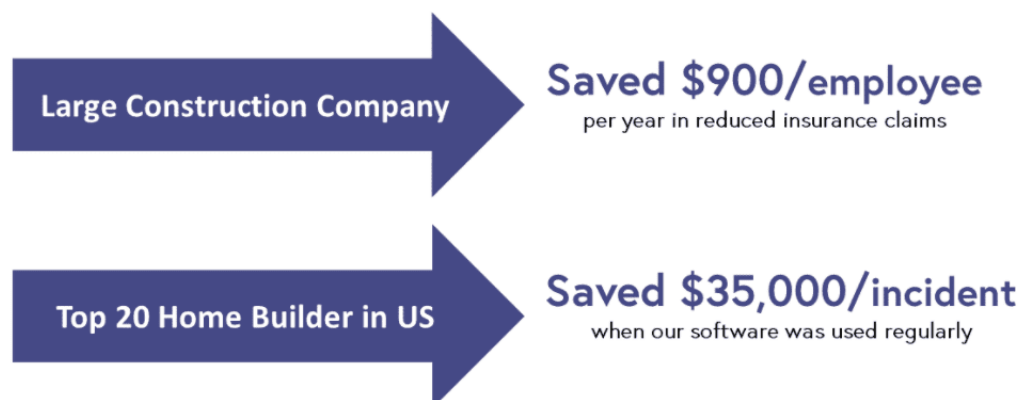 Large Construction Company
Saved $900/employee
per year in reduced insurance claims
Top 20 Home Builder in US
Saved $35,000/incident
when our software was used regularly